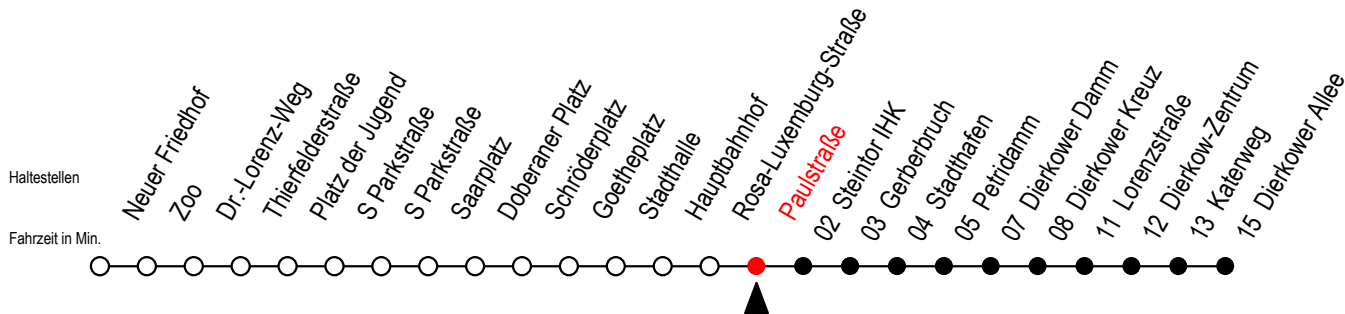 Haltestellen
Neuer Friedhof
Zoo
Dr.-Lorenz-Weg
Thierfelderstraße
Platz der Jugend
S Parkstraße
S Parkstraße
Saarplatz
Doberaner Platz
Schröderplatz
Goetheplatz
Stadthalle
Hauptbahnhof
Rosa-Luxemburg-Straße
Paulstraße
02 Steintor IHK
03 Gerberbruch
04 Stadthafen
05 Petridamm
07 Dierkower Damm
08 Dierkower Kreuz
11 Lorenzstraße
12 Dierkow-Zentrum
13 Katerweg
15 Dierkower Allee
Fahrzeit in Min.